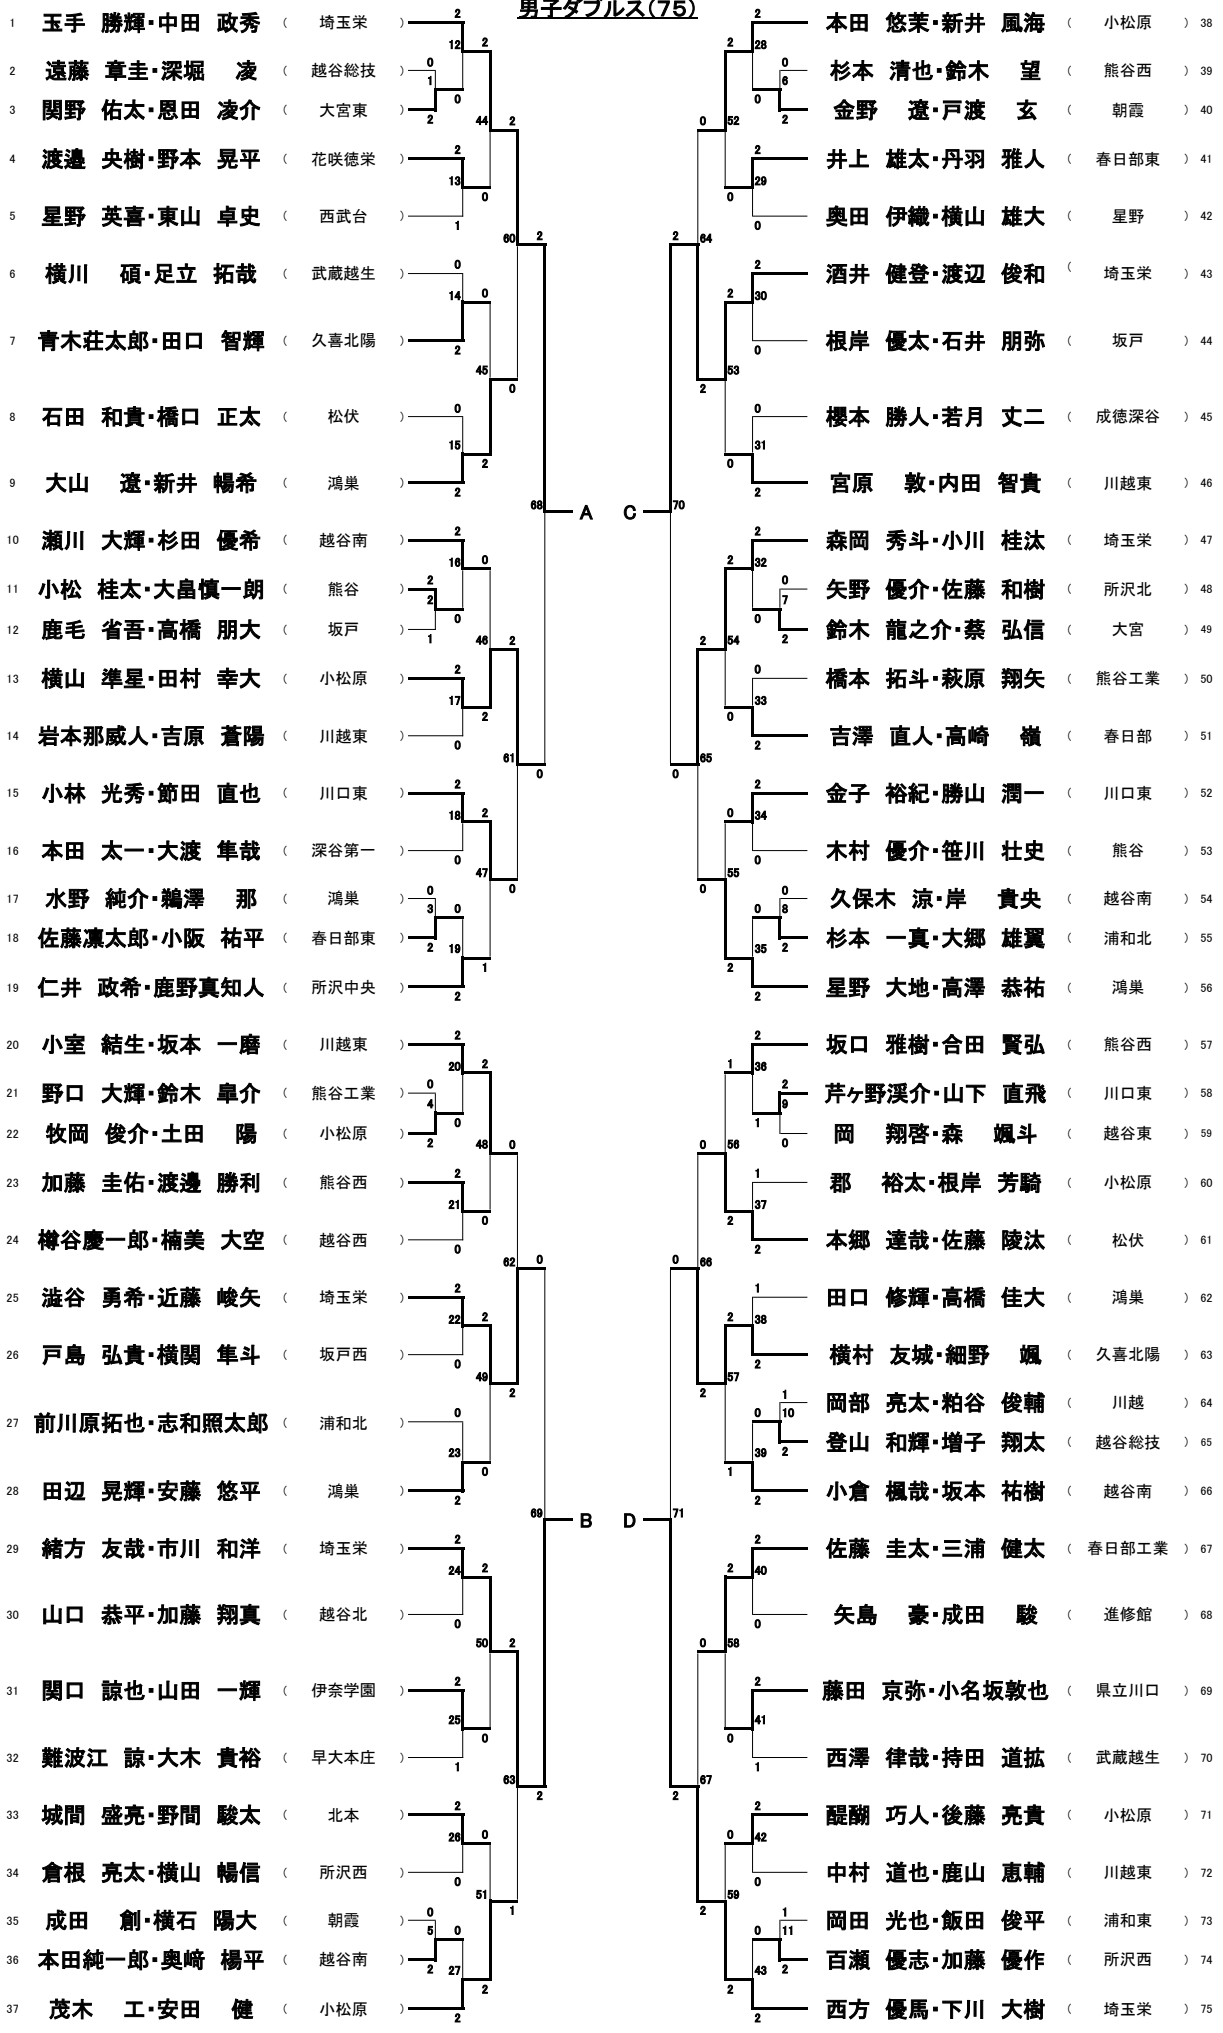 男子ダブルス(75)
1 玉手 勝輝・中田 政秀 埼玉栄
2 遠藤 章圭・深堀 凌 ( 越谷総技 )
3 関野 佑太・恩田 凌介 ( 大宮東 )
4 渡邉 央樹・野本 晃平 ( 花咲徳栄 )
5 星野 英喜・東山 卓史 ( 西武台 )
6 横川 碩・足立 拓哉 ( 武蔵越生 )
7 青木荘太郎・田口 智輝 ( 久喜北陽 )
8 石田 和貴・橋口 正太 ( 松伏 )
9 大山 遼・新井 暢希 ( 鴻巣 )
10 瀬川 大輝・杉田 優希 ( 越谷南 )
11 小松 桂太・大畠慎一朗 ( 熊谷 )
12 鹿毛 省吾・高橋 朋大 ( 坂戸 )
13 横山 準星・田村 幸大 ( 小松原 )
14 岩本那威人・吉原 蒼陽 ( 川越東 )
15 小林 光秀・節田 直也 ( 川口東 )
16 本田 太一・大渡 隼哉 ( 深谷第一 )
17 水野 純介・鵜澤 那 ( 鴻巣 )
18 佐藤凛太郎・小阪 祐平 ( 春日部東 )
19 仁井 政希・鹿野真知人 ( 所沢中央 )
20 小室 結生・坂本 一磨 ( 川越東 )
21 野口 大輝・鈴木 皐介 ( 熊谷工業 )
22 牧岡 俊介・土田 陽 ( 小松原 )
23 加藤 圭佑・渡邊 勝利 ( 熊谷西 )
24 樽谷慶一郎・楠美 大空 ( 越谷西 )
25 澁谷 勇希・近藤 峻矢 ( 埼玉栄 )
26 戸島 弘貴・横関 隼斗 ( 坂戸西 )
27 前川原拓也・志和照太郎 ( 浦和北 )
28 田辺 晃輝・安藤 悠平 ( 鴻巣 )
29 緒方 友哉・市川 和洋 ( 埼玉栄 )
30 山口 恭平・加藤 翔真 ( 越谷北 )
31 関口 諒也・山田 一輝 ( 伊奈学園 )
32 難波江 諒・大木 貴裕 ( 早大本庄 )
33 城間 盛亮・野間 駿太 ( 北本 )
34 倉根 亮太・横山 暢信 ( 所沢西 )
35 成田 創・横石 陽大 ( 朝霞 )
36 本田純一郎・奥﨑 楊平 ( 越谷南 )
37 茂木 工・安田 健 ( 小松原 )
A C
B D
本田 悠茉・新井 風海 ( 小松原 ) 38
杉本 清也・鈴木 望 ( 熊谷西 ) 39
金野 遼・戸渡 玄 ( 朝霞 ) 40
井上 雄太・丹羽 雅人 ( 春日部東 ) 41
奥田 伊織・横山 雄大 ( 星野 ) 42
酒井 健登・渡辺 俊和 ( 埼玉栄 ) 43
根岸 優太・石井 朋弥 ( 坂戸 ) 44
櫻本 勝人・若月 丈二 ( 成徳深谷 ) 45
宮原 敦・内田 智貴 ( 川越東 ) 46
森岡 秀斗・小川 桂汰 ( 埼玉栄 ) 47
矢野 優介・佐藤 和樹 ( 所沢北 ) 48
鈴木 龍之介・蔡 弘信 ( 大宮 ) 49
橋本 拓斗・萩原 翔矢 ( 熊谷工業 ) 50
吉澤 直人・高崎 嶺 ( 春日部 ) 51
金子 裕紀・勝山 潤一 ( 川口東 ) 52
木村 優介・笹川 壮史 ( 熊谷 ) 53
久保木 涼・岸 貴央 ( 越谷南 ) 54
杉本 一真・大郷 雄翼 ( 浦和北 ) 55
星野 大地・高澤 恭祐 ( 鴻巣 ) 56
坂口 雅樹・合田 賢弘 ( 熊谷西 ) 57
芹ヶ野渓介・山下 直飛 ( 川口東 ) 58
岡 翔啓・森 颯斗 ( 越谷東 ) 59
郡 裕太・根岸 芳騎 ( 小松原 ) 60
本郷 達哉・佐藤 陵汰 ( 松伏 ) 61
田口 修輝・高橋 佳大 ( 鴻巣 ) 62
横村 友城・細野 颯 ( 久喜北陽 ) 63
岡部 亮太・粕谷 俊輔 ( 川越 ) 64
登山 和輝・増子 翔太 ( 越谷総技 ) 65
小倉 楓哉・坂本 祐樹 ( 越谷南 ) 66
佐藤 圭太・三浦 健太 ( 春日部工業 ) 67
矢島 豪・成田 駿 ( 進修館 ) 68
藤田 京弥・小名坂敦也 ( 県立川口 ) 69
西澤 律哉・持田 道拡 ( 武蔵越生 ) 70
醍醐 巧人・後藤 亮貴 ( 小松原 ) 71
中村 道也・鹿山 恵輔 ( 川越東 ) 72
岡田 光也・飯田 俊平 ( 浦和東 ) 73
百瀬 優志・加藤 優作 ( 所沢西 ) 74
西方 優馬・下川 大樹 ( 埼玉栄 ) 75